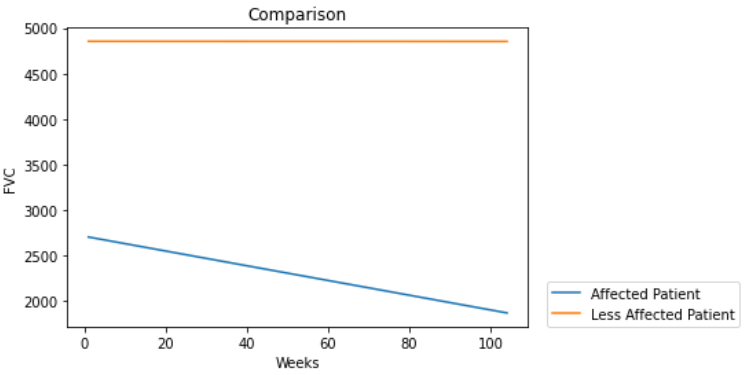 Comparison
5000
4500
4000
3500
3000
2500
2000
FVC
0 20 40 60 80 100
Weeks
Affected Patient
Less Affected Patient